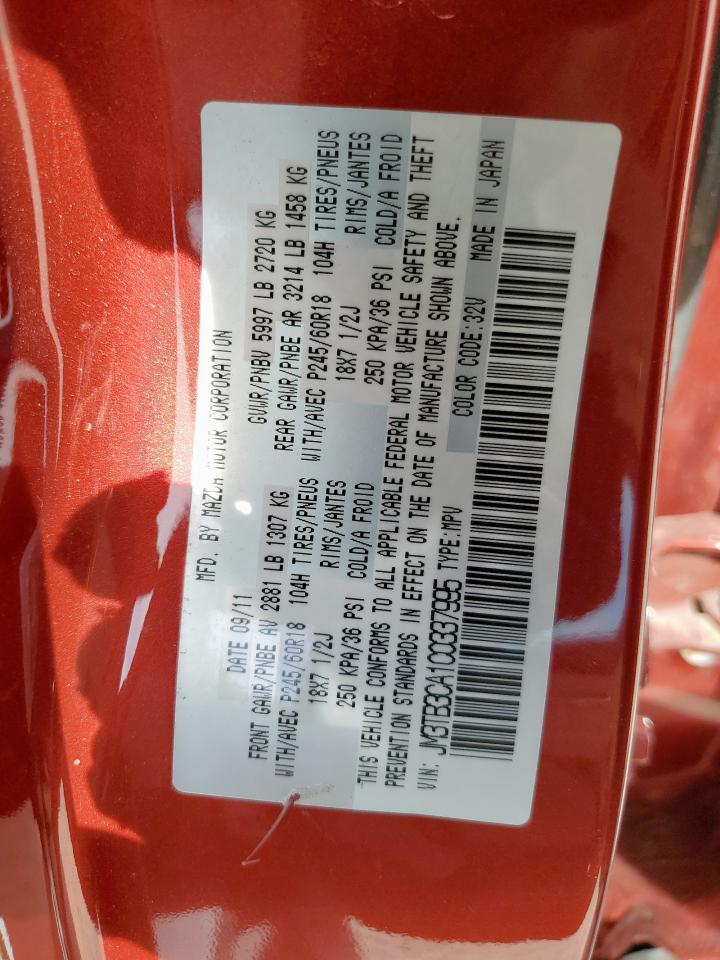 MFD. BY MAZDA MOTOR CORPORATION
DATE 09/11 GVWR/PNBV 5997 LB 2720 KG
FRONT GAWR/PNBE AV 2881 LB 1307 KG REAR GAWR/PNBE AR 3214 LB 1458 KG
WITH/AVEC P245/60R18 104H TIRES/PNEUS WITH/AVEC P245/60R18 104H TIRES/PNEUS
18X7 1/2J RIMS/JANTES 18X7 1/2J RIMS/JANTES
250 KPA/36 PSI COLD/A FROID 250 KPA/36 PSI COLD/A FROID
THIS VEHICLE CONFORMS TO ALL APPLICABLE FEDERAL MOTOR VEHICLE SAFETY AND THEFT
PREVENTION STANDARDS IN EFFECT ON THE DATE OF MANUFACTURE SHOWN ABOVE.
VIN: JM3TB3CA1C0337995 TYPE:MPV COLOR CODE:32V MADE IN JAPAN